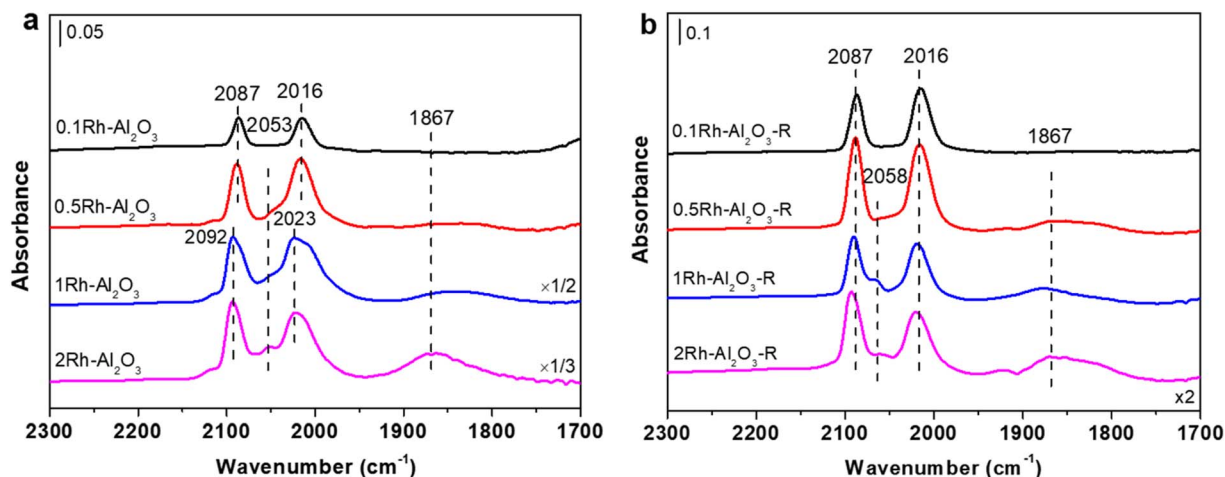 a
0.05
2087
2016
2053
1867
0.1Rh-Al₂O₃
0.5Rh-Al₂O₃
2092
2023
1Rh-Al₂O₃
×1/2
2Rh-Al₂O₃
×1/3
Absorbance
2300 2200 2100 2000 1900 1800 1700
Wavenumber (cm⁻¹)
b
0.1
2087
2016
0.1Rh-Al₂O₃-R
1867
2058
0.5Rh-Al₂O₃-R
1Rh-Al₂O₃-R
2Rh-Al₂O₃-R
x2
Absorbance
2300 2200 2100 2000 1900 1800 1700
Wavenumber (cm⁻¹)